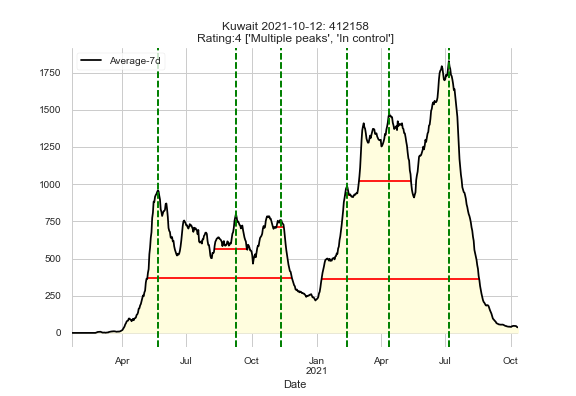 Kuwait 2021-10-12: 412158
Rating:4 ['Multiple peaks', 'In control']
Average-7d
1750
1500
1250
1000
750
500
250
0
Apr Jul Oct Jan Apr Jul Oct
2021
Date